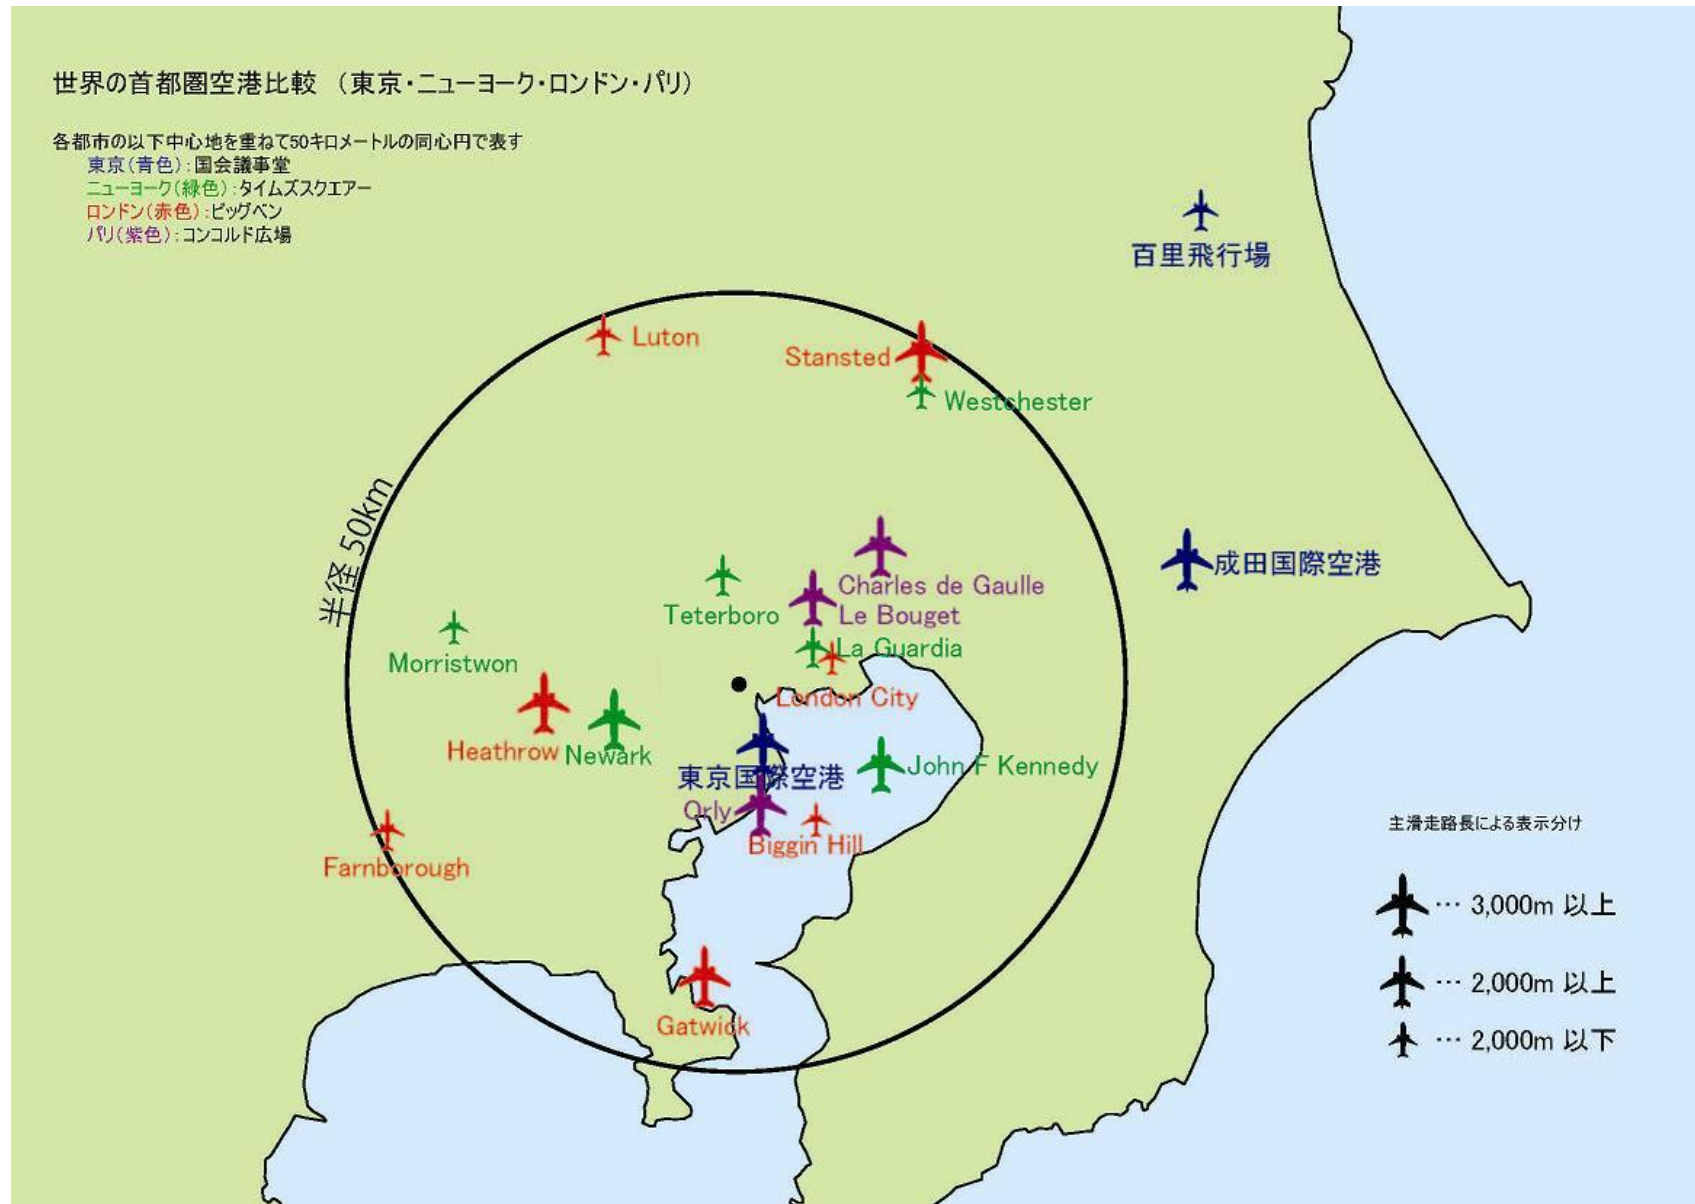 世界の首都圏空港比較 (東京・ニューヨーク・ロンドン・パリ)
各都市の以下中心地を重ねて50キロメートルの同心円で表す
東京(青色):国会議事堂
ニューヨーク(緑色):タイムズスクエアー
ロンドン(赤色):ビッグベン
パリ(紫色):コンコルド広場
百里飛行場
Luton
Stansted
Westchester
半径 50km
成田国際空港
Charles de Gaulle
Teterboro
Le Bouget
La Guardia
Morristwon
London City
Heathrow
Newark
John F Kennedy
東京国際空港
Orly
Biggin Hill
Farnborough
Gatwick
主滑走路長による表示分け
… 3,000m 以上
… 2,000m 以上
… 2,000m 以下